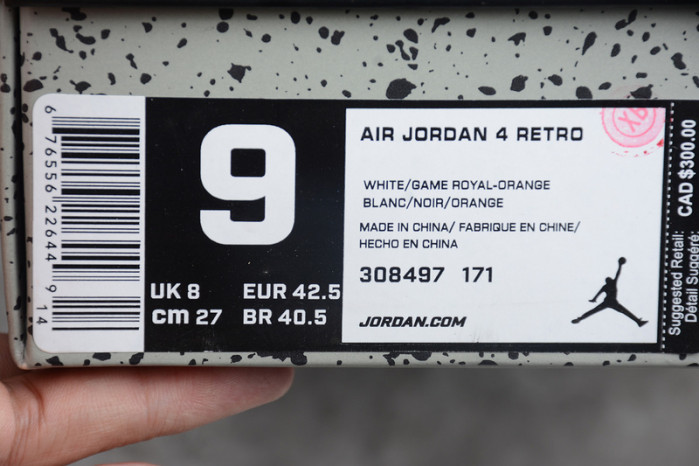 6 76556 22644 9 14
9
UK 8 EUR 42.5
cm 27 BR 40.5
AIR JORDAN 4 RETRO
WHITE/GAME ROYAL-ORANGE
BLANC/NOIR/ORANGE
MADE IN CHINA/ FABRIQUE EN CHINE/
HECHO EN CHINA
308497 171
JORDAN.COM
Suggested Retail: CAD $300.00
Détail Suggéré: